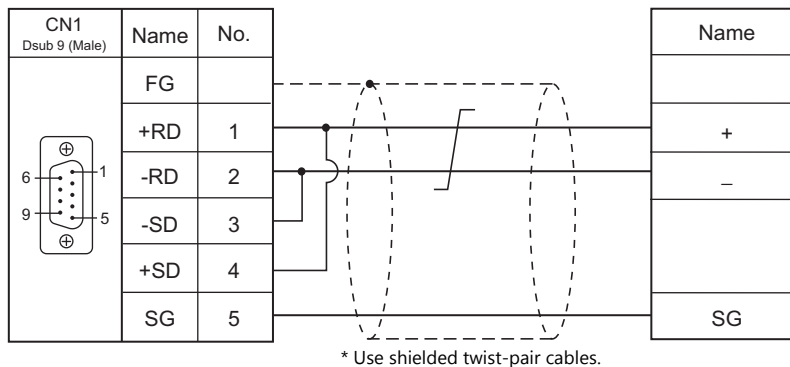 CN1
Dsub 9 (Male)
Name No. Name
FG
+RD 1 +
-RD 2 −
-SD 3
+SD 4
SG 5 SG
6 1
9 5
* Use shielded twist-pair cables.